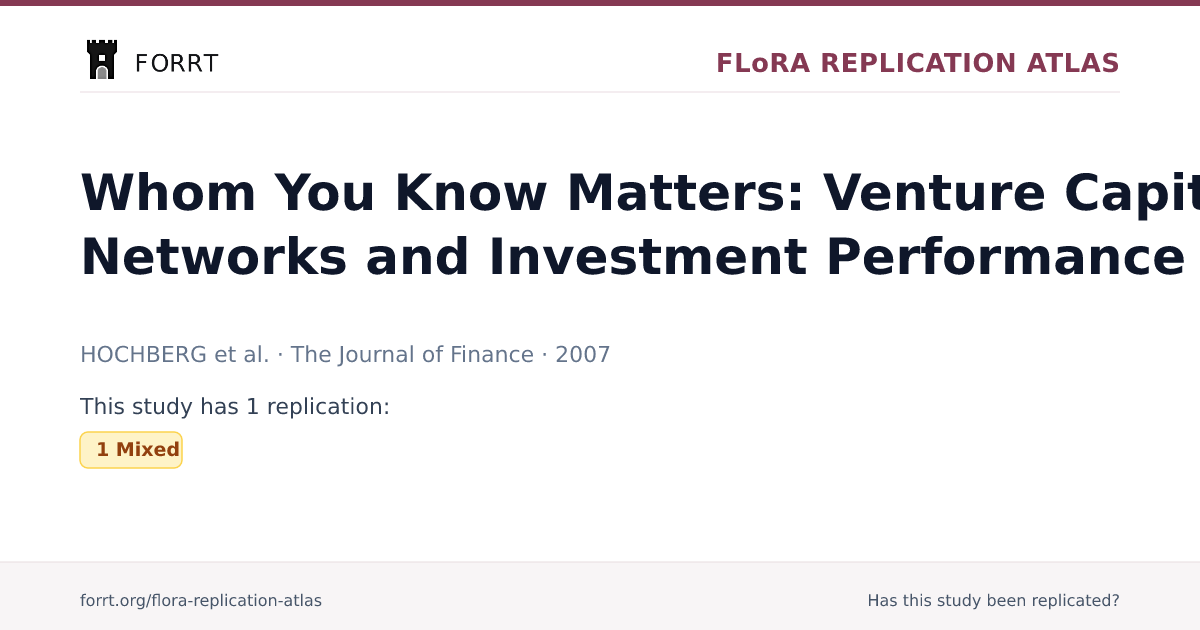 FORRT
FLoRA REPLICATION ATLAS
Whom You Know Matters: Venture Capit
Networks and Investment Performance
HOCHBERG et al. · The Journal of Finance · 2007
This study has 1 replication:
1 Mixed
forrt.org/flora-replication-atlas
Has this study been replicated?